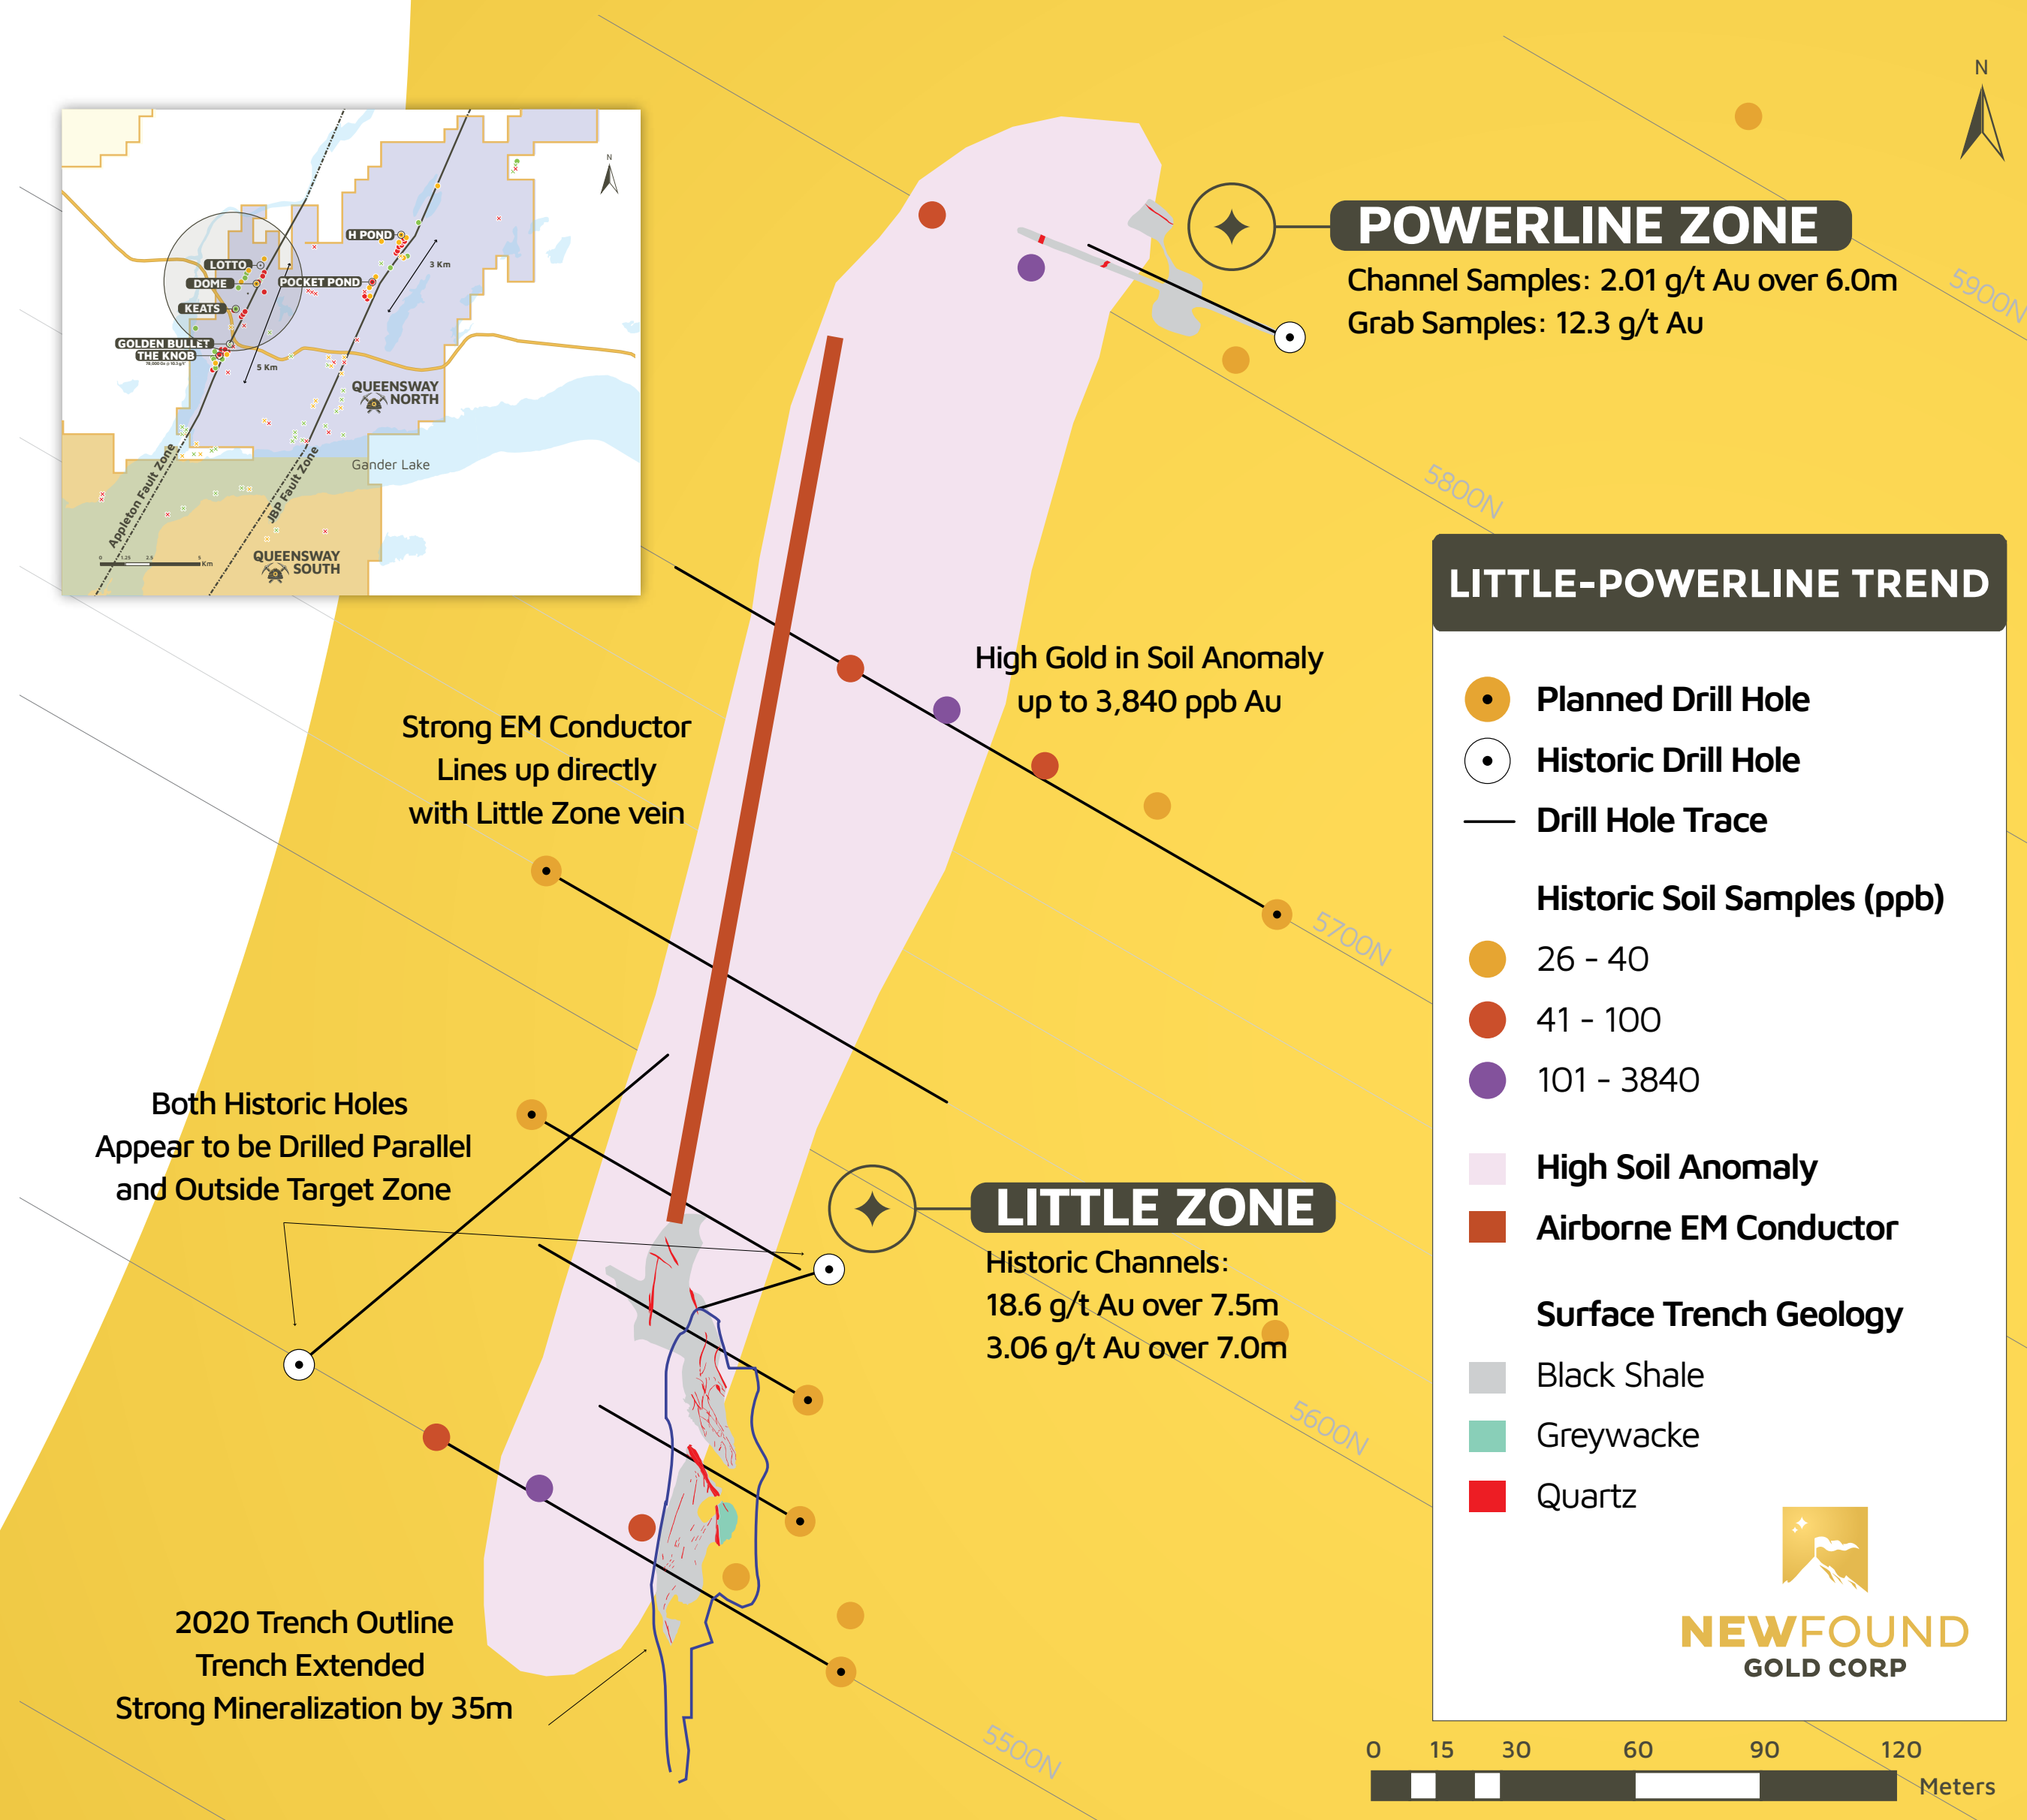 N
POWERLINE ZONE
Channel Samples: 2.01 g/t Au over 6.0m
Grab Samples: 12.3 g/t Au
5900N
5800N
N
H POND
LOTTO
DOME
POCKET POND
KEATS
GOLDEN BULLET
THE KNOB
3 Km
5 Km
QUEENSWAY
NORTH
Gander Lake
Appleton Fault Zone
JBP Fault Zone
QUEENSWAY
SOUTH
0 1.25 2.5 5
Km
High Gold in Soil Anomaly
up to 3,840 ppb Au
Strong EM Conductor
Lines up directly
with Little Zone vein
5700N
Both Historic Holes
Appear to be Drilled Parallel
and Outside Target Zone
LITTLE ZONE
Historic Channels:
18.6 g/t Au over 7.5m
3.06 g/t Au over 7.0m
5600N
2020 Trench Outline
Trench Extended
Strong Mineralization by 35m
5500N
LITTLE-POWERLINE TREND
Planned Drill Hole
Historic Drill Hole
Drill Hole Trace
Historic Soil Samples (ppb)
26 - 40
41 - 100
101 - 3840
High Soil Anomaly
Airborne EM Conductor
Surface Trench Geology
Black Shale
Greywacke
Quartz
NEWFOUND
GOLD CORP
0 15 30 60 90 120
Meters